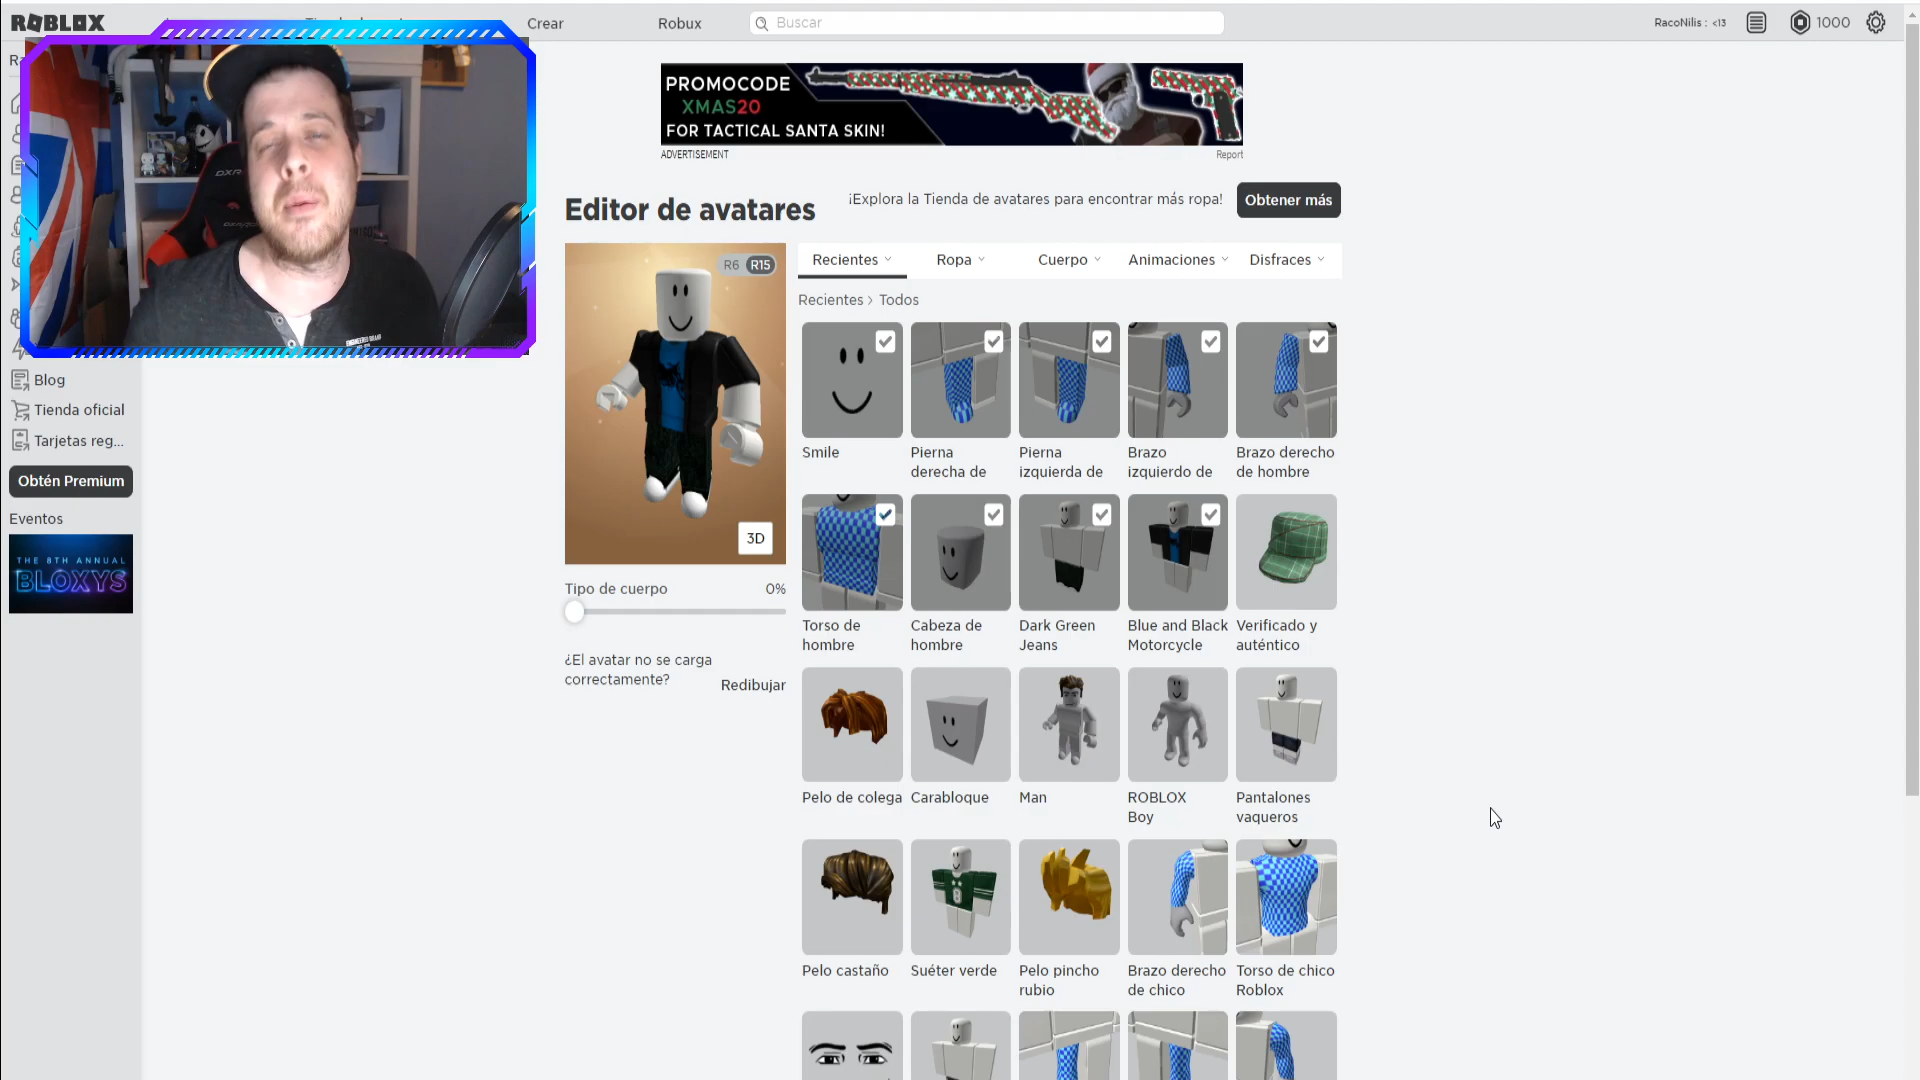 ROBLOX
Crear
Robux
Buscar
RacoNilis : <13
1000
PROMOCODE
XMAS20
FOR TACTICAL SANTA SKIN!
ADVERTISEMENT
Report
Editor de avatares
¡Explora la Tienda de avatares para encontrar más ropa!
Obtener más
R6 R15
3D
Tipo de cuerpo
0%
¿El avatar no se carga
correctamente?
Redibujar
Recientes
Ropa
Cuerpo
Animaciones
Disfraces
Recientes > Todos
Smile
Pierna
derecha de
Pierna
izquierda de
Brazo
izquierdo de
Brazo derecho
de hombre
Torso de
hombre
Cabeza de
hombre
Dark Green
Jeans
Blue and Black
Motorcycle
Verificado y
auténtico
Pelo de colega
Carabloque
Man
ROBLOX
Boy
Pantalones
vaqueros
Pelo castaño
Suéter verde
Pelo pincho
rubio
Brazo derecho
de chico
Torso de chico
Roblox
Blog
Tienda oficial
Tarjetas reg...
Obtén Premium
Eventos
THE 8TH ANNUAL
BLOXYS